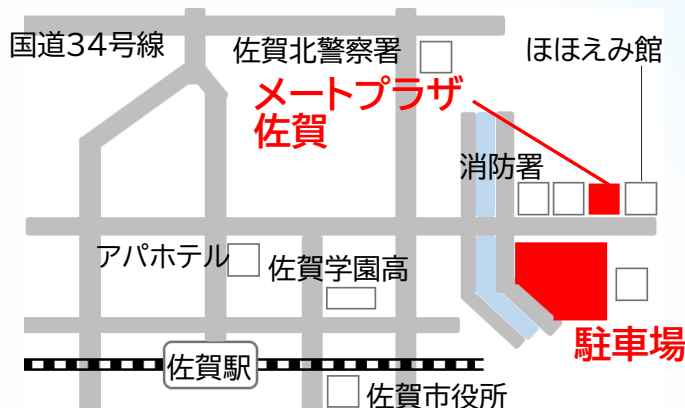 国道34号線
佐賀北警察署
ほほえみ館
メートプラザ
佐賀
消防署
アパホテル
佐賀学園高
駐車場
佐賀駅
佐賀市役所